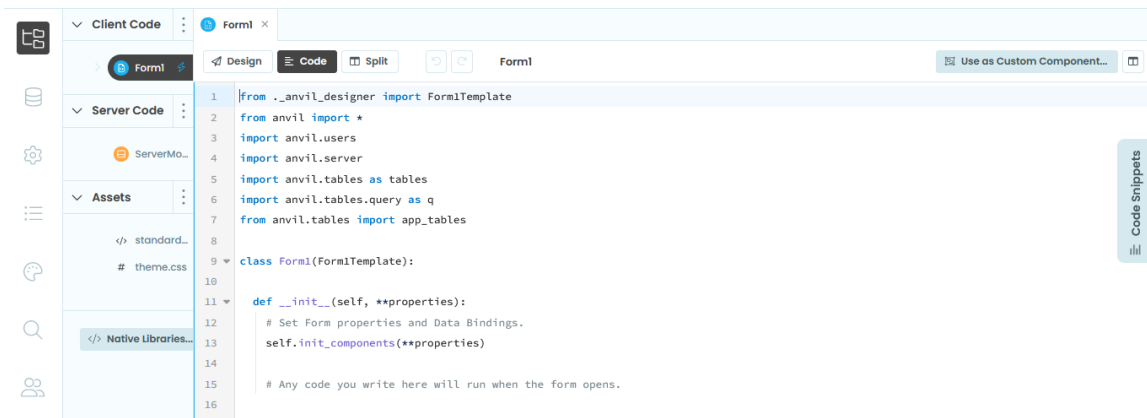 Client Code
Form1
Server Code
ServerMo...
Assets
</> standard...
# theme.css
</> Native Libraries...
Form1 ×
Design
Code
Split
Form1
Use as Custom Component...
1 from ._anvil_designer import Form1Template
2 from anvil import *
3 import anvil.users
4 import anvil.server
5 import anvil.tables as tables
6 import anvil.tables.query as q
7 from anvil.tables import app_tables
8
9 class Form1(Form1Template):
10
11 def __init__(self, **properties):
12 # Set Form properties and Data Bindings.
13 self.init_components(**properties)
14
15 # Any code you write here will run when the form opens.
16
Code Snippets